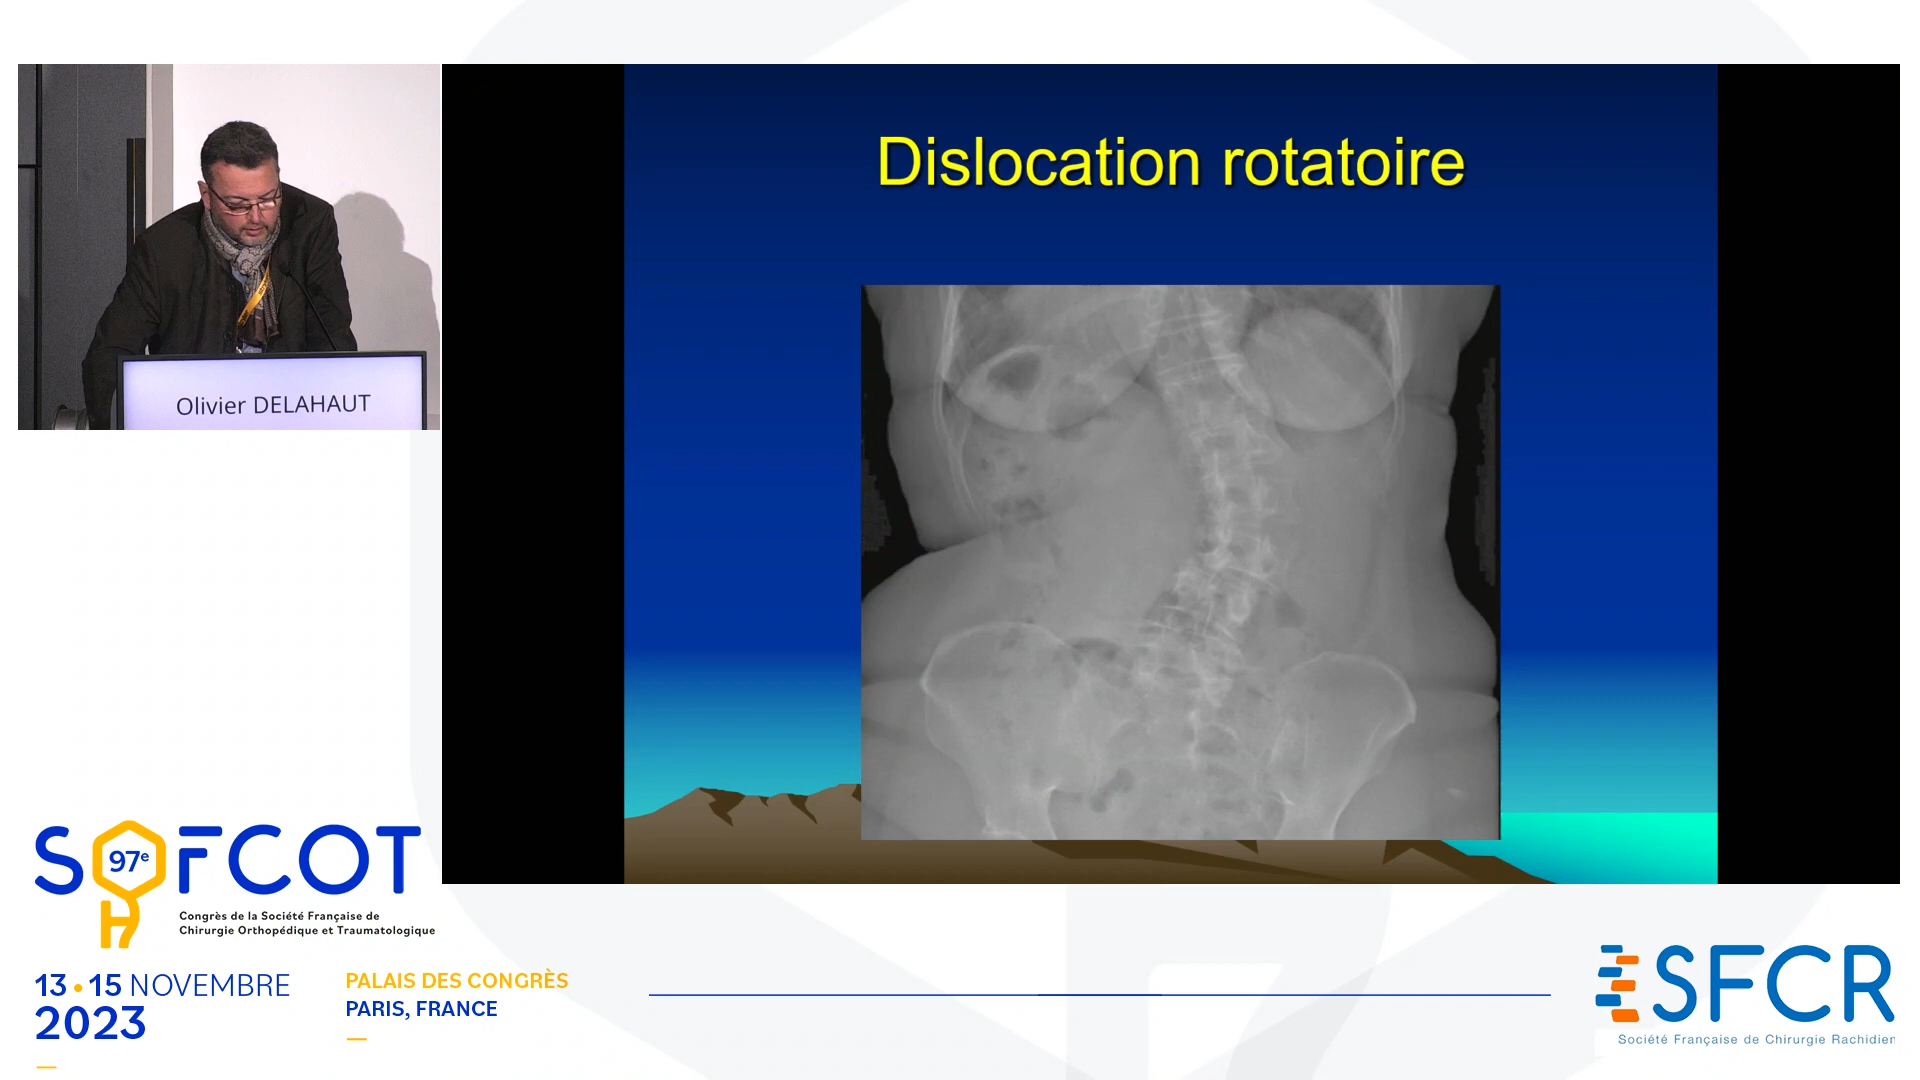 Dislocation rotatoire
Olivier DELAHAUT
SOFCOT
97e
Congrès de la Société Française de
Chirurgie Orthopédique et Traumatologique
13•15 NOVEMBRE
2023
PALAIS DES CONGRÈS
PARIS, FRANCE
SFCR
Société Française de Chirurgie Rachidien